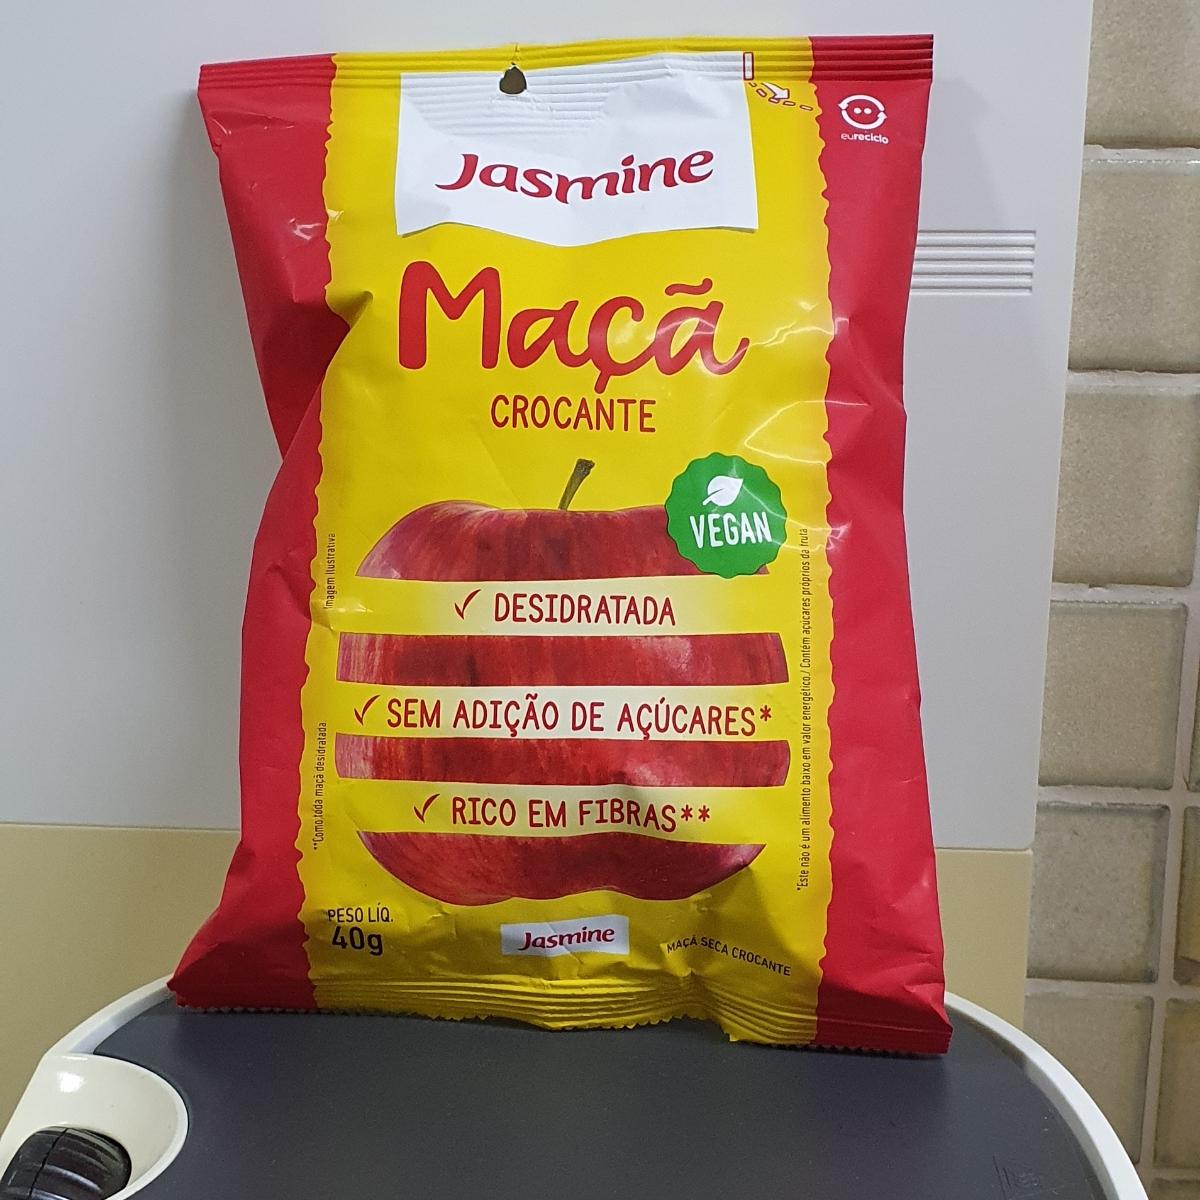 Jasmine
eureciclo
Maçã
CROCANTE
VEGAN
✓ DESIDRATADA
✓ SEM ADIÇÃO DE AÇÚCARES*
✓ RICO EM FIBRAS**
Imagem ilustrativa
**Como toda maçã desidratada.
*Este não é um alimento baixo em valor energético./ Contém açúcares próprios da fruta
PESO LÍQ.
40g
Jasmine
MAÇÃ SECA CROCANTE